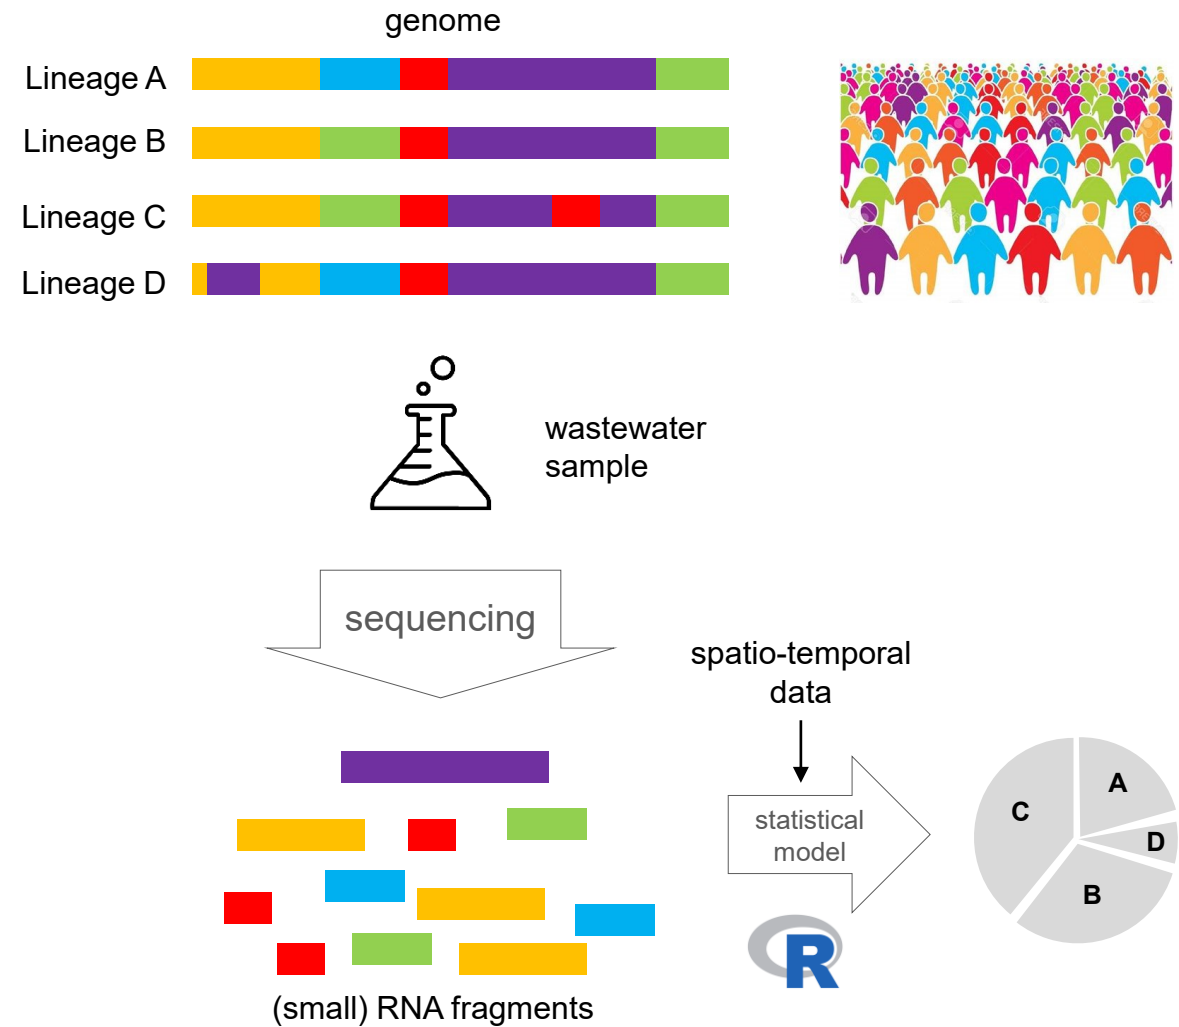 genome
Lineage A
Lineage B
Lineage C
Lineage D
wastewater
sample
sequencing
spatio-temporal
data
statistical
model
A
C
D
B
R
(small) RNA fragments